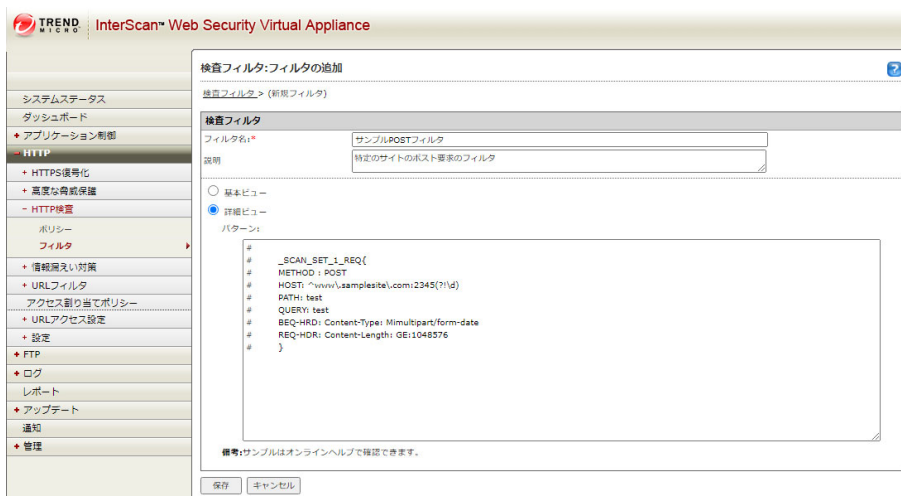 TREND MICRO InterScan™ Web Security Virtual Appliance
検査フィルタ:フィルタの追加
検査フィルタ > (新規フィルタ)
システムステータス
ダッシュボード
+ アプリケーション制御
- HTTP
+ HTTPS復号化
+ 高度な脅威保護
- HTTP検査
ポリシー
フィルタ
+ 情報漏えい対策
+ URLフィルタ
アクセス割り当てポリシー
+ URLアクセス設定
+ 設定
+ FTP
+ ログ
レポート
+ アップデート
通知
+ 管理
検査フィルタ
フィルタ名:*
サンプルPOSTフィルタ
説明
特定のサイトのポスト要求のフィルタ
基本ビュー
詳細ビュー
パターン:
#
# _SCAN_SET_1_REQ{
# METHOD : POST
# HOST: ^www\.samplesite\.com:2345(?!\d)
# PATH: test
# QUERY: test
# BEQ-HRD: Content-Type: Mimultipart/form-date
# REQ-HDR: Content-Length: GE:1048576
# }
備考:サンプルはオンラインヘルプで確認できます。
保存
キャンセル